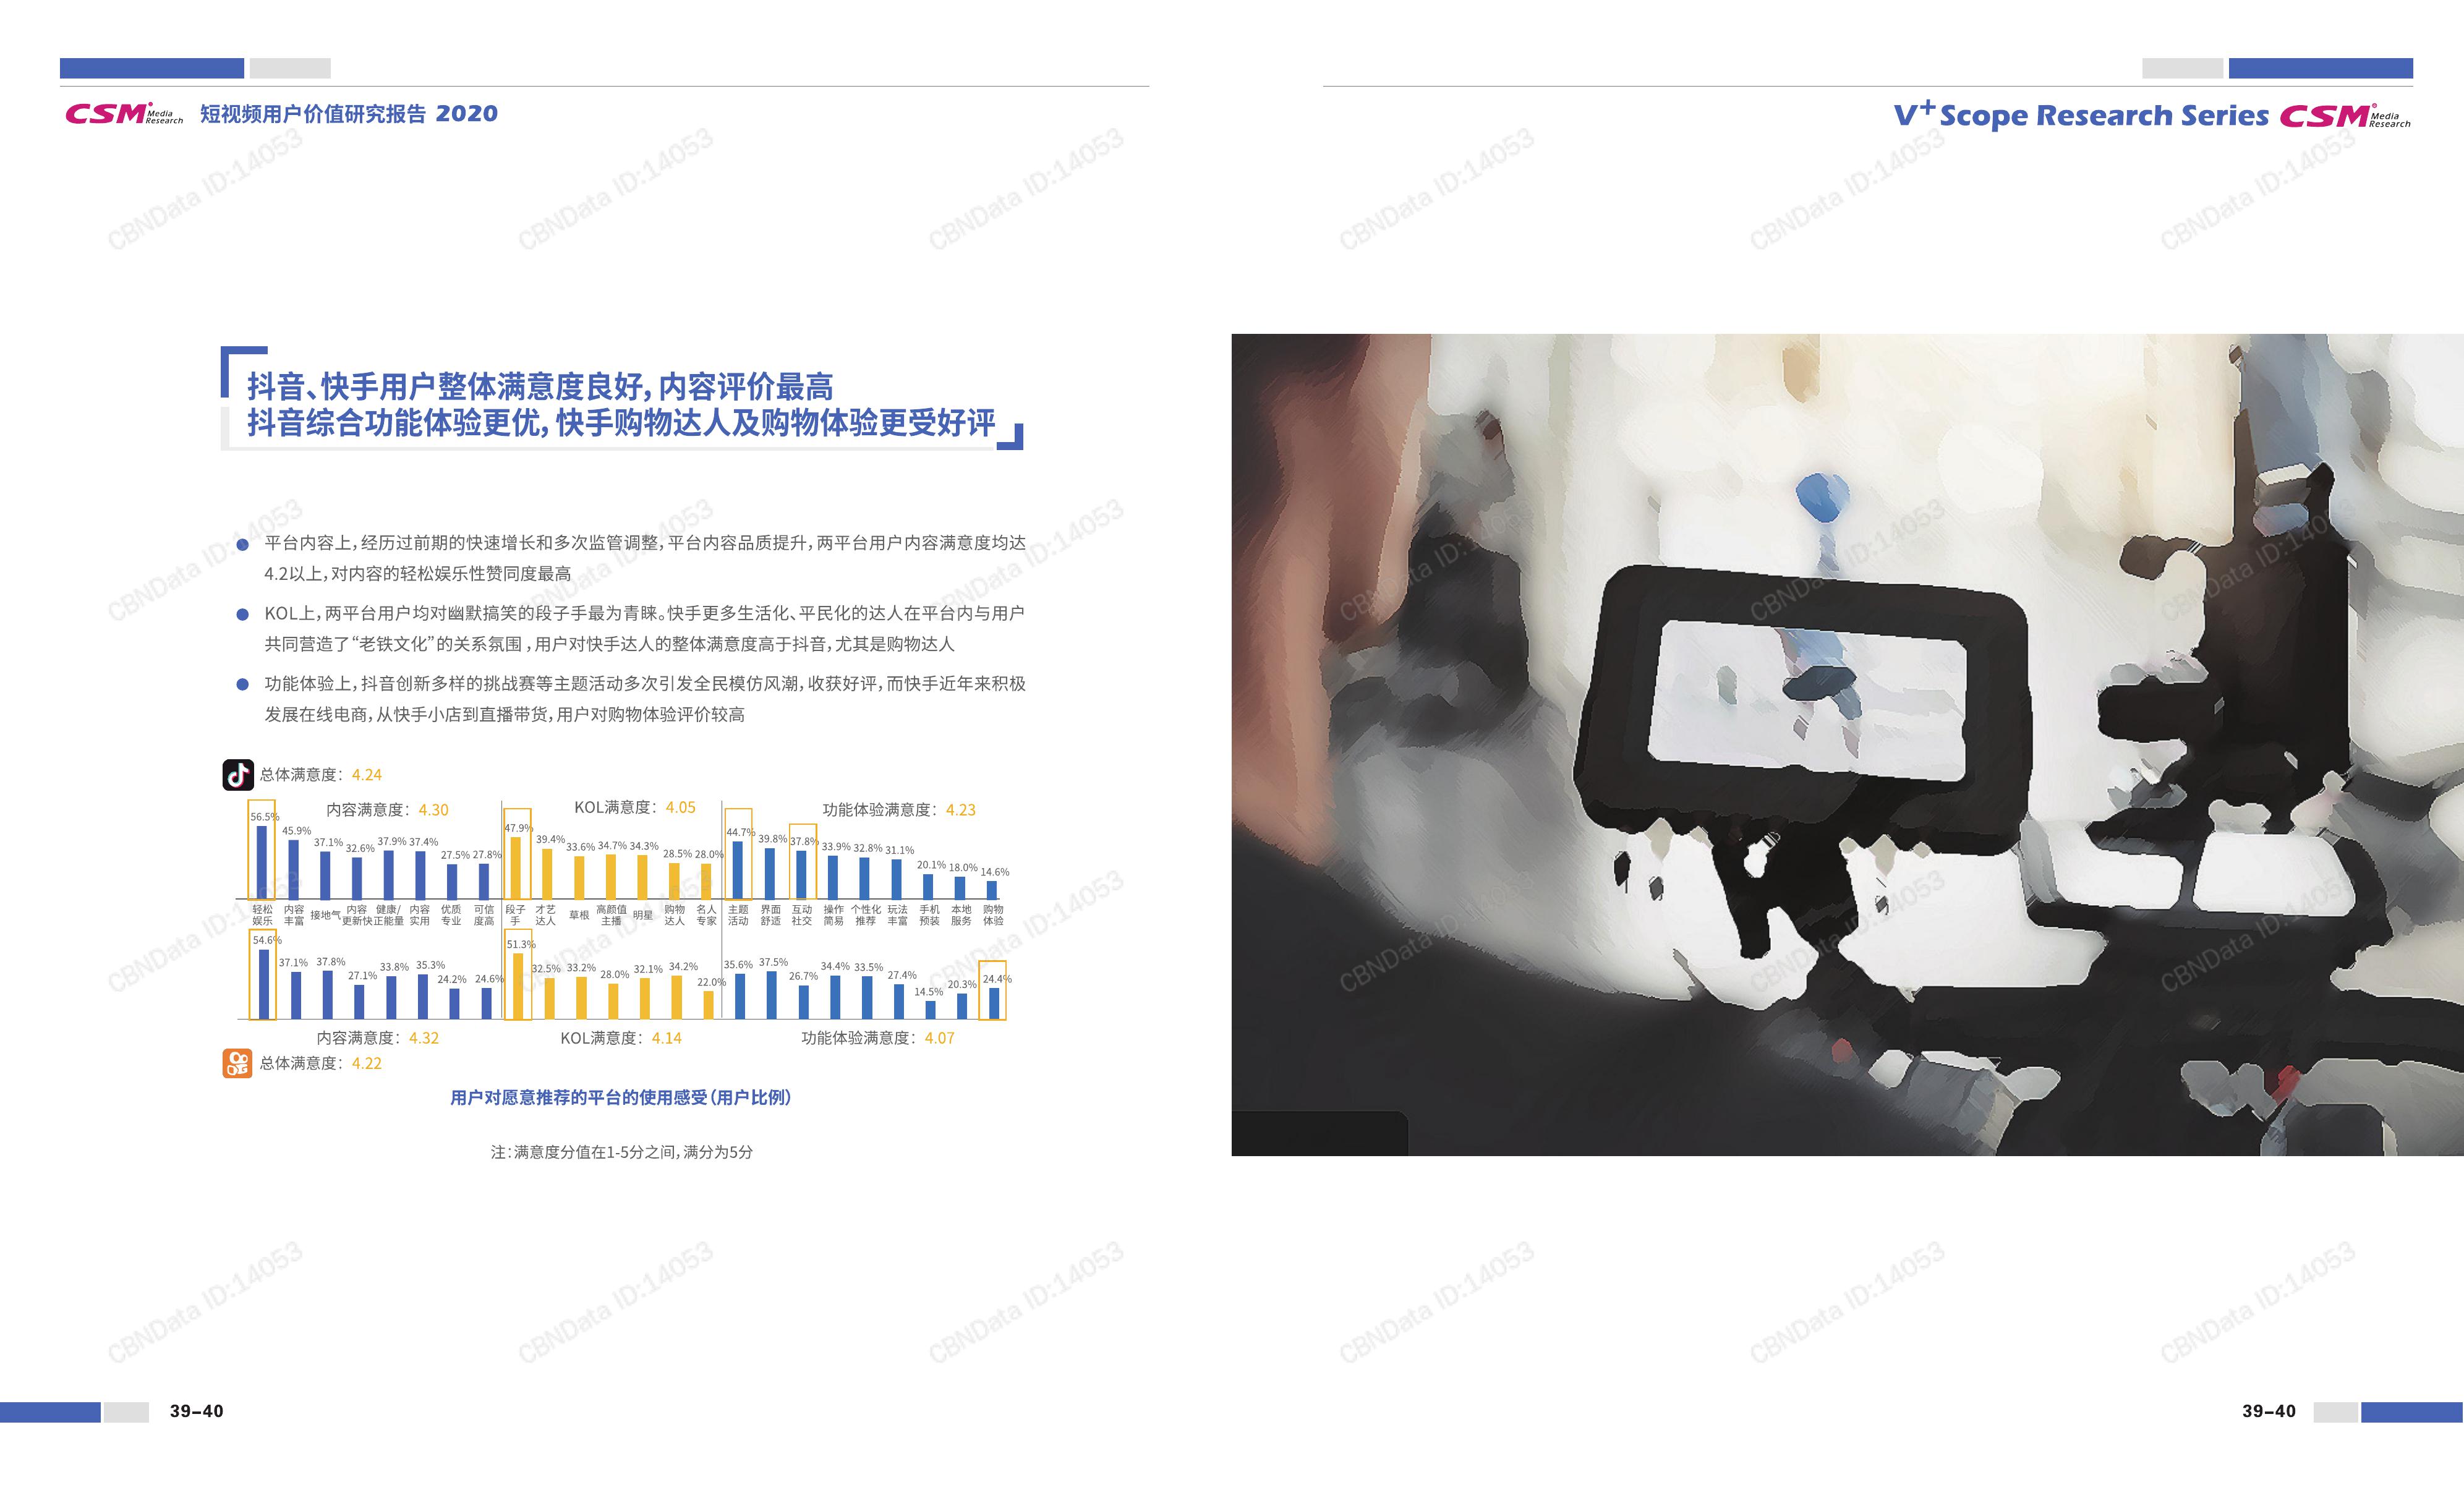 CSM Media Research 短视频用户价值研究报告 2020
V+Scope Research Series CSM Media Research
抖音、快手用户整体满意度良好，内容评价最高
抖音综合功能体验更优，快手购物达人及购物体验更受好评
平台内容上，经历过前期的快速增长和多次监管调整，平台内容品质提升，两平台用户内容满意度均达
4.2以上，对内容的轻松娱乐性赞同度最高
KOL上，两平台用户均对幽默搞笑的段子手最为青睐。快手更多生活化、平民化的达人在平台内与用户
共同营造了“老铁文化”的关系氛围，用户对快手达人的整体满意度高于抖音，尤其是购物达人
功能体验上，抖音创新多样的挑战赛等主题活动多次引发全民模仿风潮，收获好评，而快手近年来积极
发展在线电商，从快手小店到直播带货，用户对购物体验评价较高
总体满意度：4.24
内容满意度：4.30 KOL满意度：4.05 功能体验满意度：4.23
56.5% 45.9% 37.1% 32.6% 37.9% 37.4% 27.5% 27.8% 47.9% 39.4% 33.6% 34.7% 34.3% 28.5% 28.0% 44.7% 39.8% 37.8% 33.9% 32.8% 31.1% 20.1% 18.0% 14.6%
轻松 内容 接地气 内容 健康/ 内容 优质 可信 段子 才艺 草根 高颜值 明星 购物 名人 主题 界面 互动 操作 个性化 玩法 手机 本地 购物
娱乐 丰富 更新快 正能量 实用 专业 度高 手 达人 主播 达人 专家 活动 舒适 社交 简易 推荐 丰富 预装 服务 体验
54.6% 37.1% 37.8% 27.1% 33.8% 35.3% 24.2% 24.6% 51.3% 32.5% 33.2% 28.0% 32.1% 34.2% 22.0% 35.6% 37.5% 26.7% 34.4% 33.5% 27.4% 14.5% 20.3% 24.4%
内容满意度：4.32 KOL满意度：4.14 功能体验满意度：4.07
总体满意度：4.22
用户对愿意推荐的平台的使用感受（用户比例）
注：满意度分值在1-5分之间，满分为5分
39–40
39–40
CBNData ID:14053